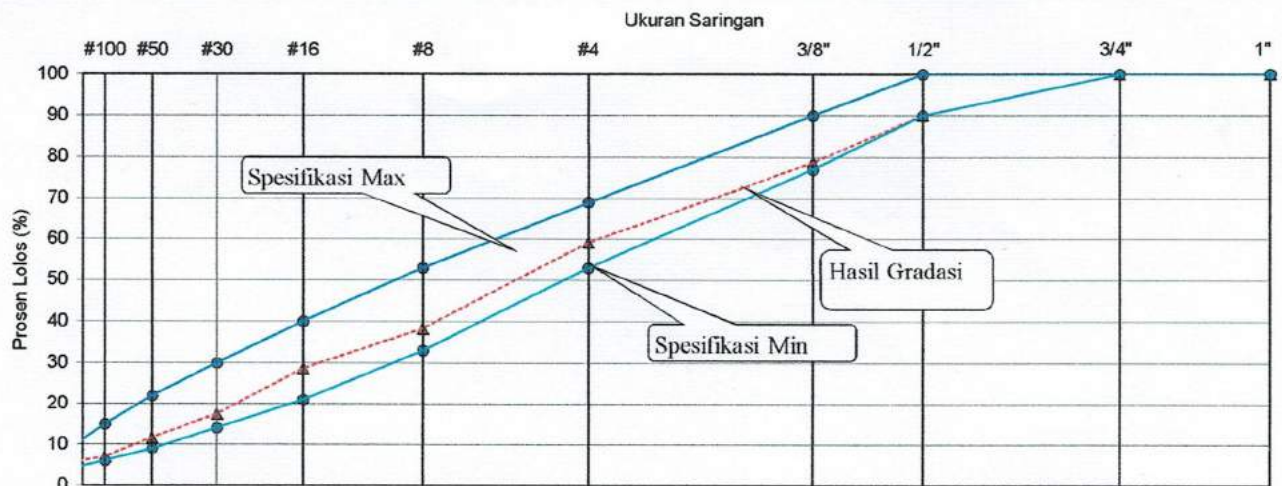 Ukuran Saringan
#100 #50 #30 #16 #8 #4 3/8" 1/2" 3/4" 1"
Prosen Lolos (%)
100
90
80
70
60
50
40
30
20
10
0
Spesifikasi Max
Hasil Gradasi
Spesifikasi Min